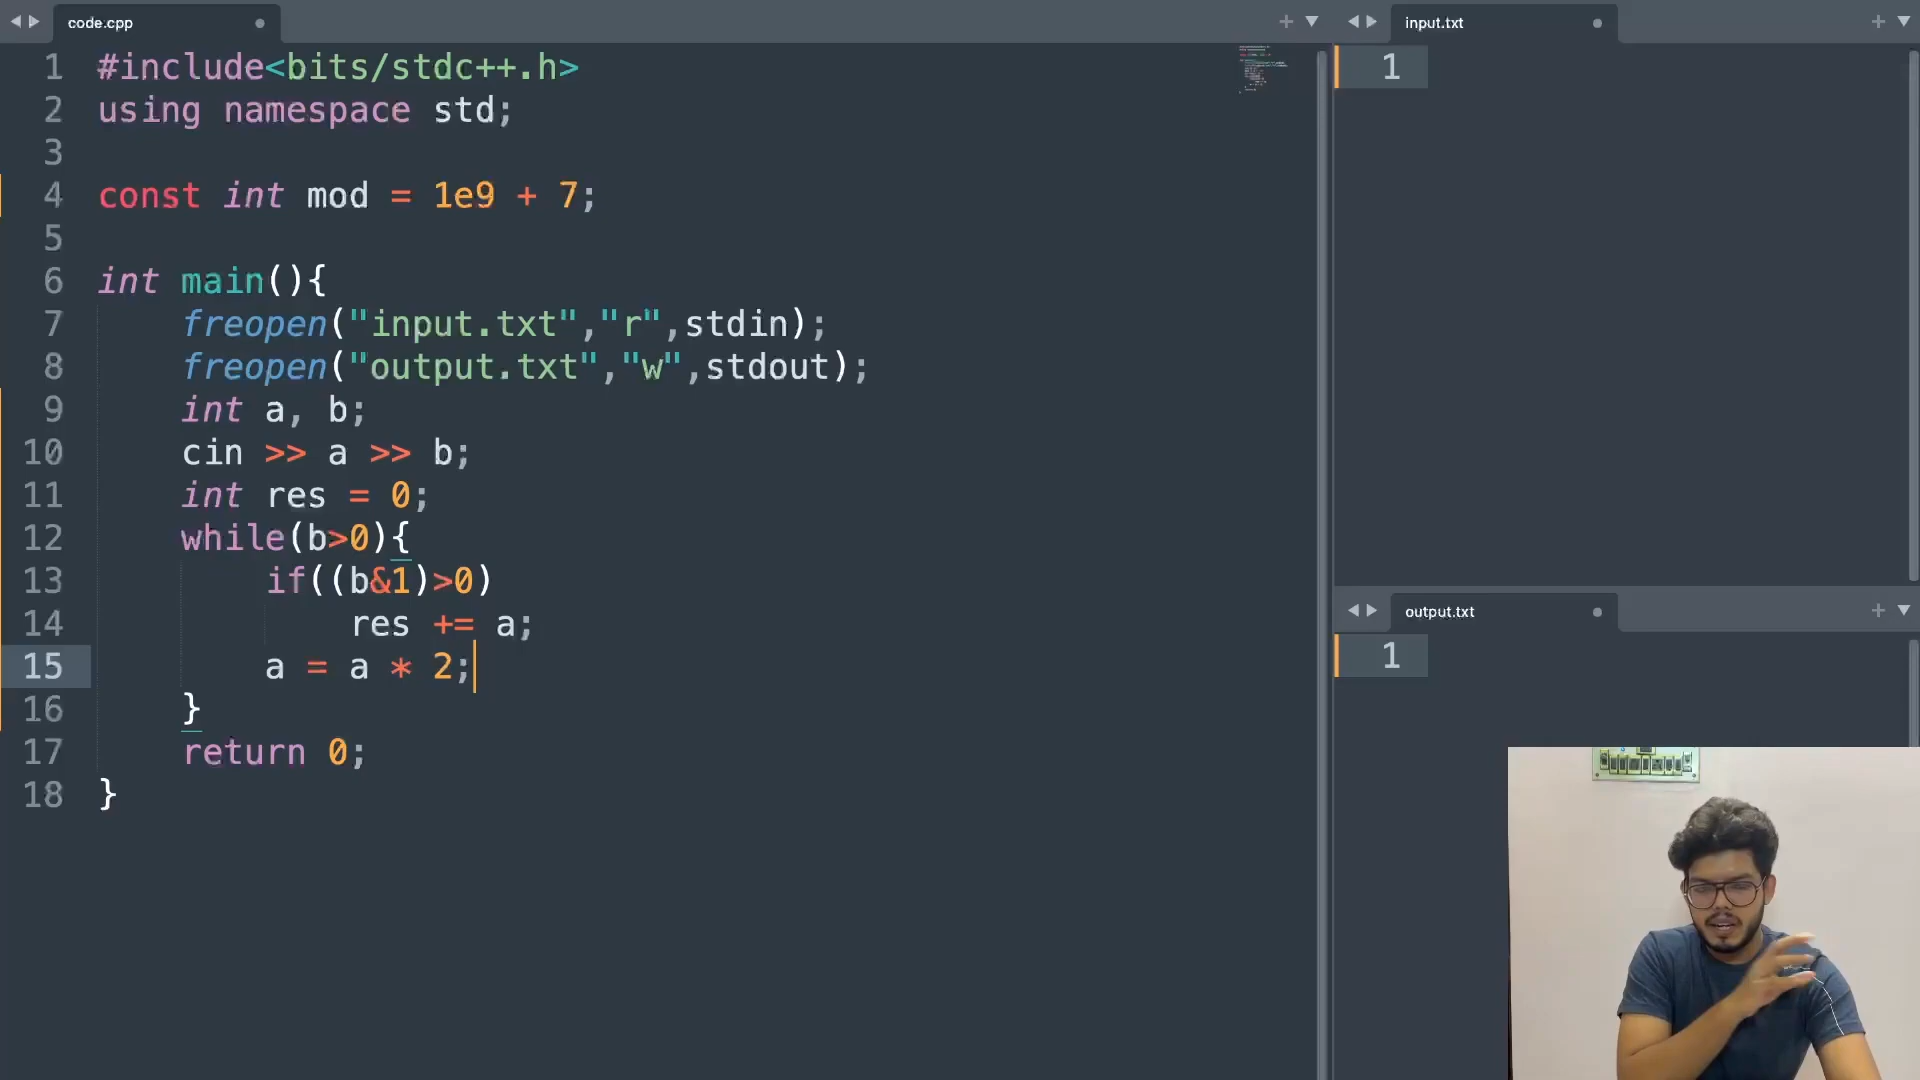 code.cpp
1 #include<bits/stdc++.h>
2 using namespace std;
3
4 const int mod = 1e9 + 7;
5
6 int main(){
7 freopen("input.txt","r",stdin);
8 freopen("output.txt","w",stdout);
9 int a, b;
10 cin >> a >> b;
11 int res = 0;
12 while(b>0){
13 if((b&1)>0)
14 res += a;
15 a = a * 2;
16 }
17 return 0;
18 }
input.txt
1
output.txt
1